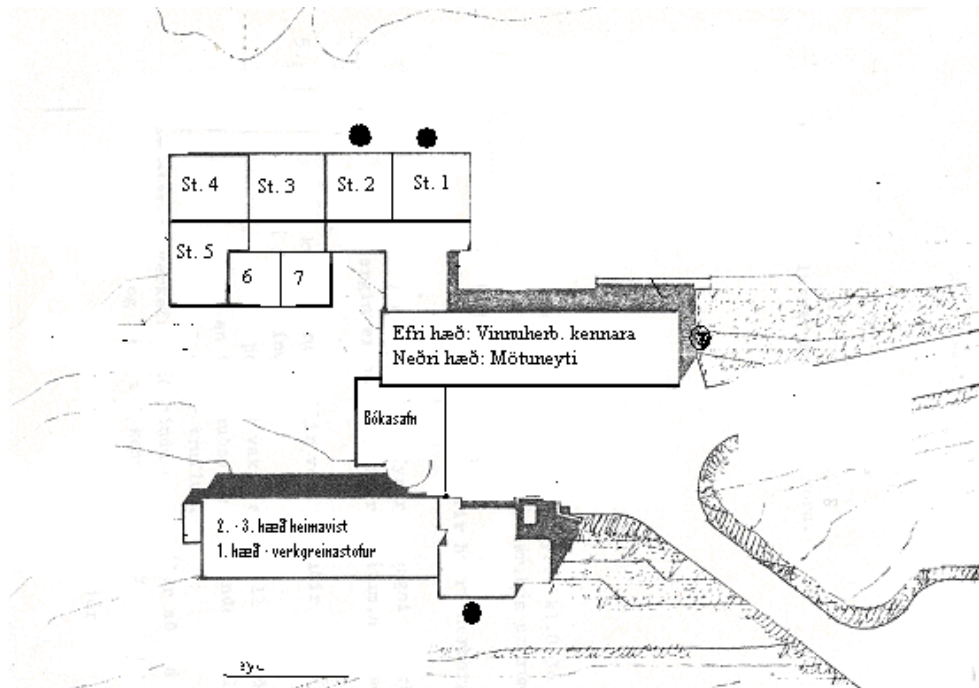 St. 4
St. 3
St. 2
St. 1
St. 5
6
7
Efri hæð: Vinnuherb. kennara
Neðri hæð: Mötuneyti
Bókasafn
2. - 3. hæð heimavist
1. hæð - verkgreinastofur